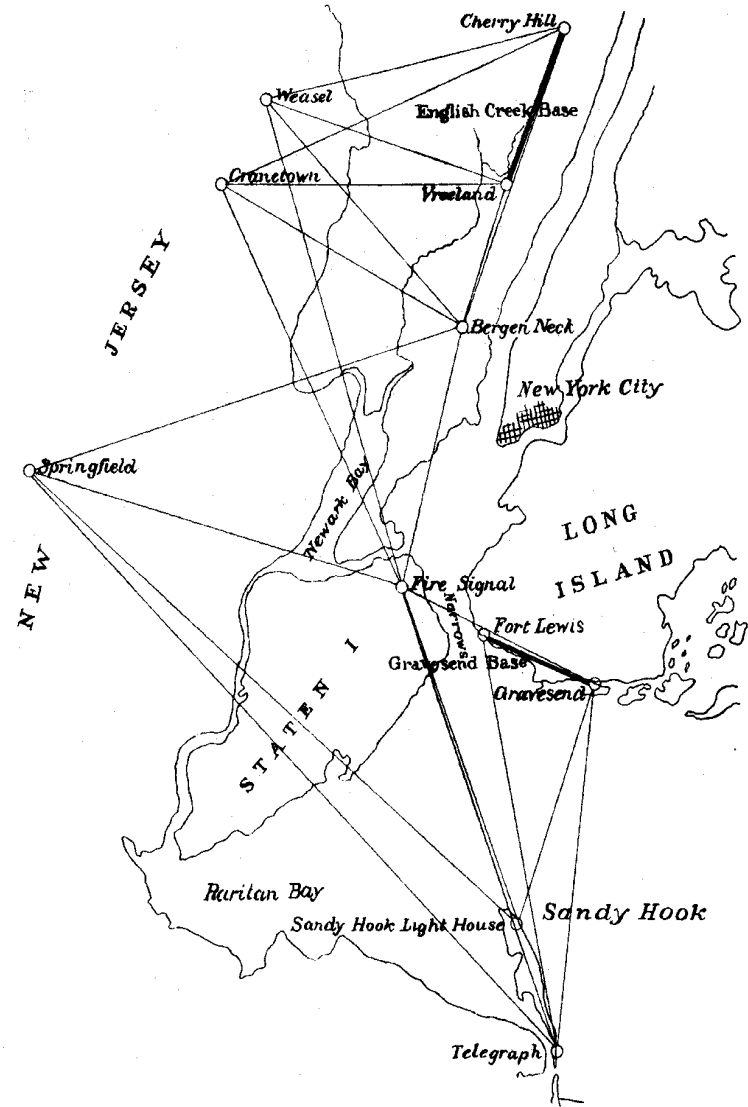 Cherry Hill
Weasel
English Creek Base
Cranetown
Vreeland
JERSEY
Bergen Neck
New York City
Springfield
Newark Bay
LONG
ISLAND
NEW
Fire Signal
Narrows
Fort Lewis
Gravesend Base
Gravesend
STATEN I
Raritan Bay
Sandy Hook
Sandy Hook Light House
Telegraph